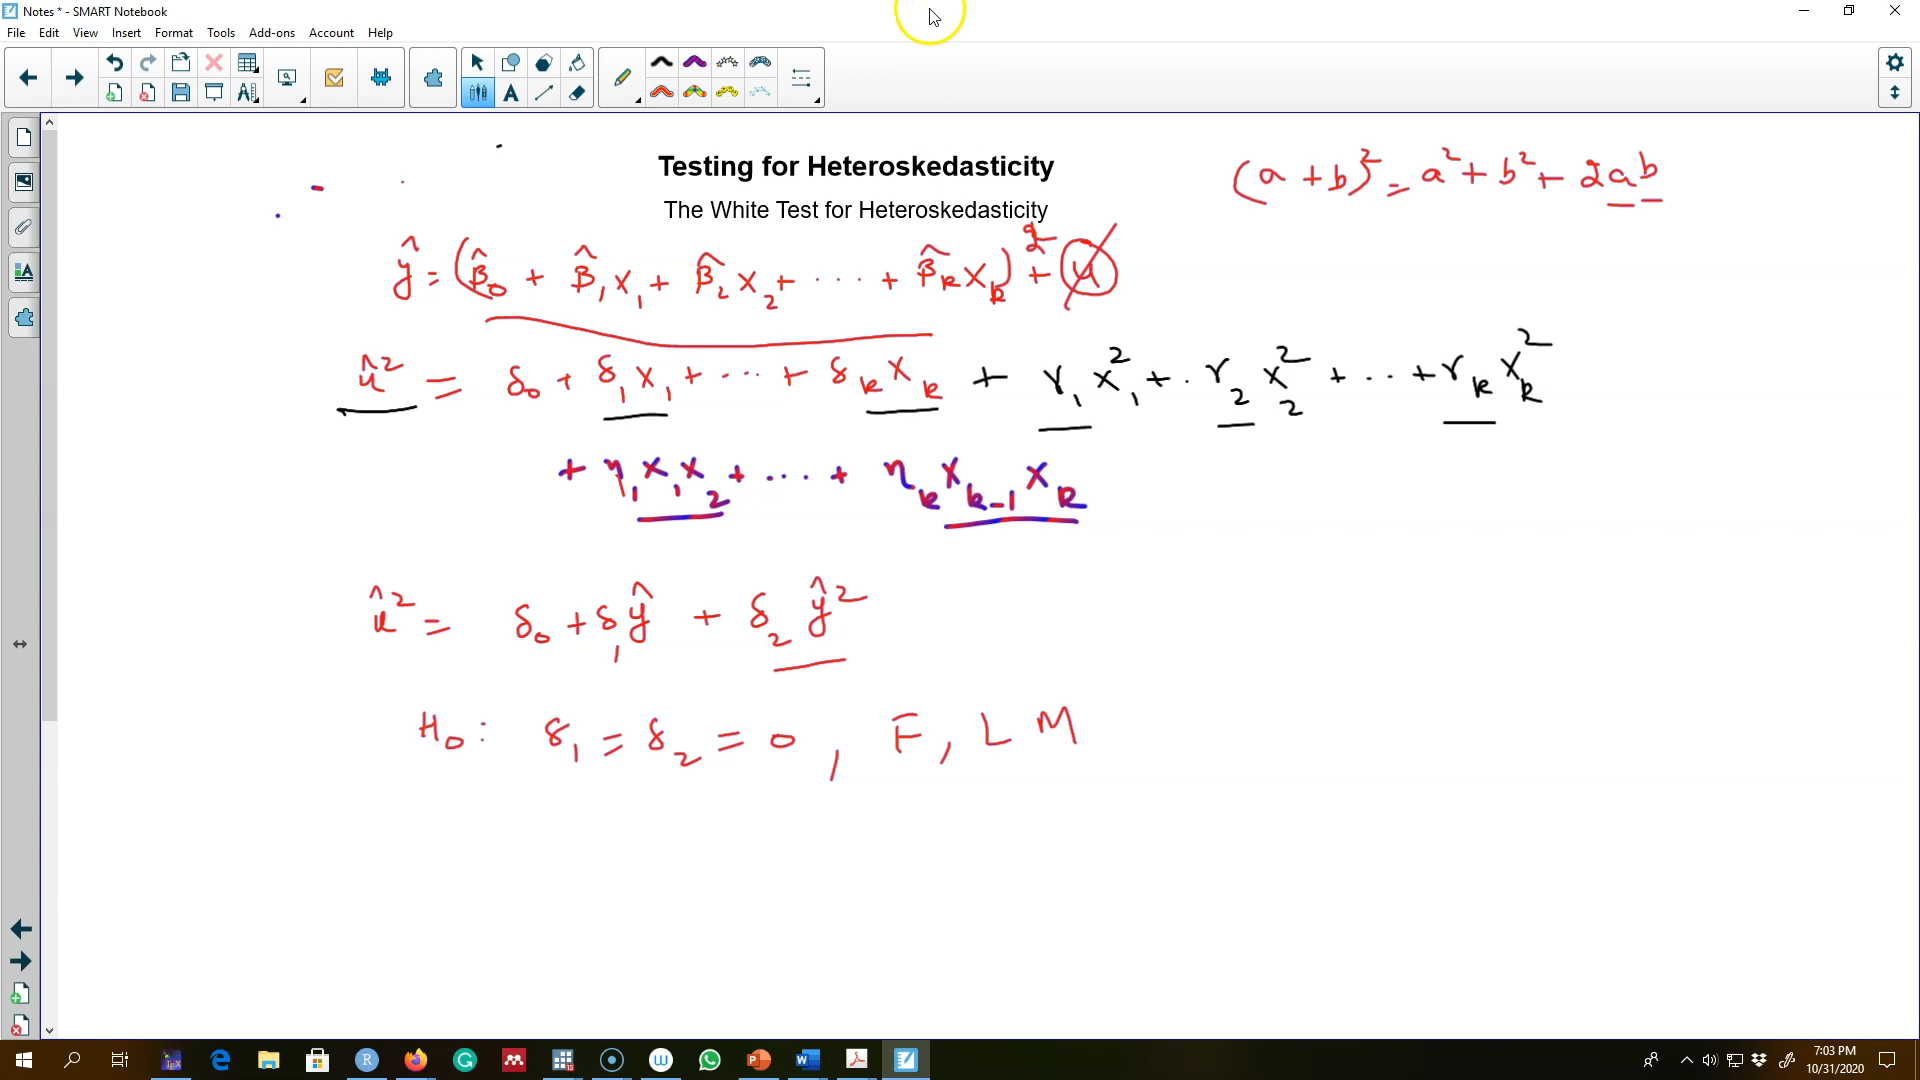 Notes * - SMART Notebook
File Edit View Insert Format Tools Add-ons Account Help
Testing for Heteroskedasticity
(a + b)² = a² + b² + 2ab
The White Test for Heteroskedasticity
ŷ = (β̂₀ + β̂₁x₁ + β̂₂x₂ + ···· + β̂ₖxₖ)² + u
û² = δ₀ + δ₁x₁ + ··· + δₖxₖ + γ₁x₁² + γ₂x₂² + ··· + γₖxₖ²
+ η₁x₁x₂ + ··· + ηₖxₖ₋₁xₖ
û² = δ₀ + δ₁ŷ + δ₂ŷ²
H₀: δ₁ = δ₂ = 0, F, LM
7:03 PM
10/31/2020